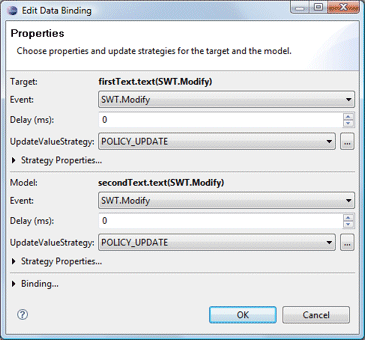 Edit Data Binding
Properties
Choose properties and update strategies for the target and the model.
Target: firstText.text(SWT.Modify)
Event: SWT.Modify
Delay (ms): 0
UpdateValueStrategy: POLICY_UPDATE ...
Strategy Properties...
Model: secondText.text(SWT.Modify)
Event: SWT.Modify
Delay (ms): 0
UpdateValueStrategy: POLICY_UPDATE ...
Strategy Properties...
Binding...
? OK Cancel